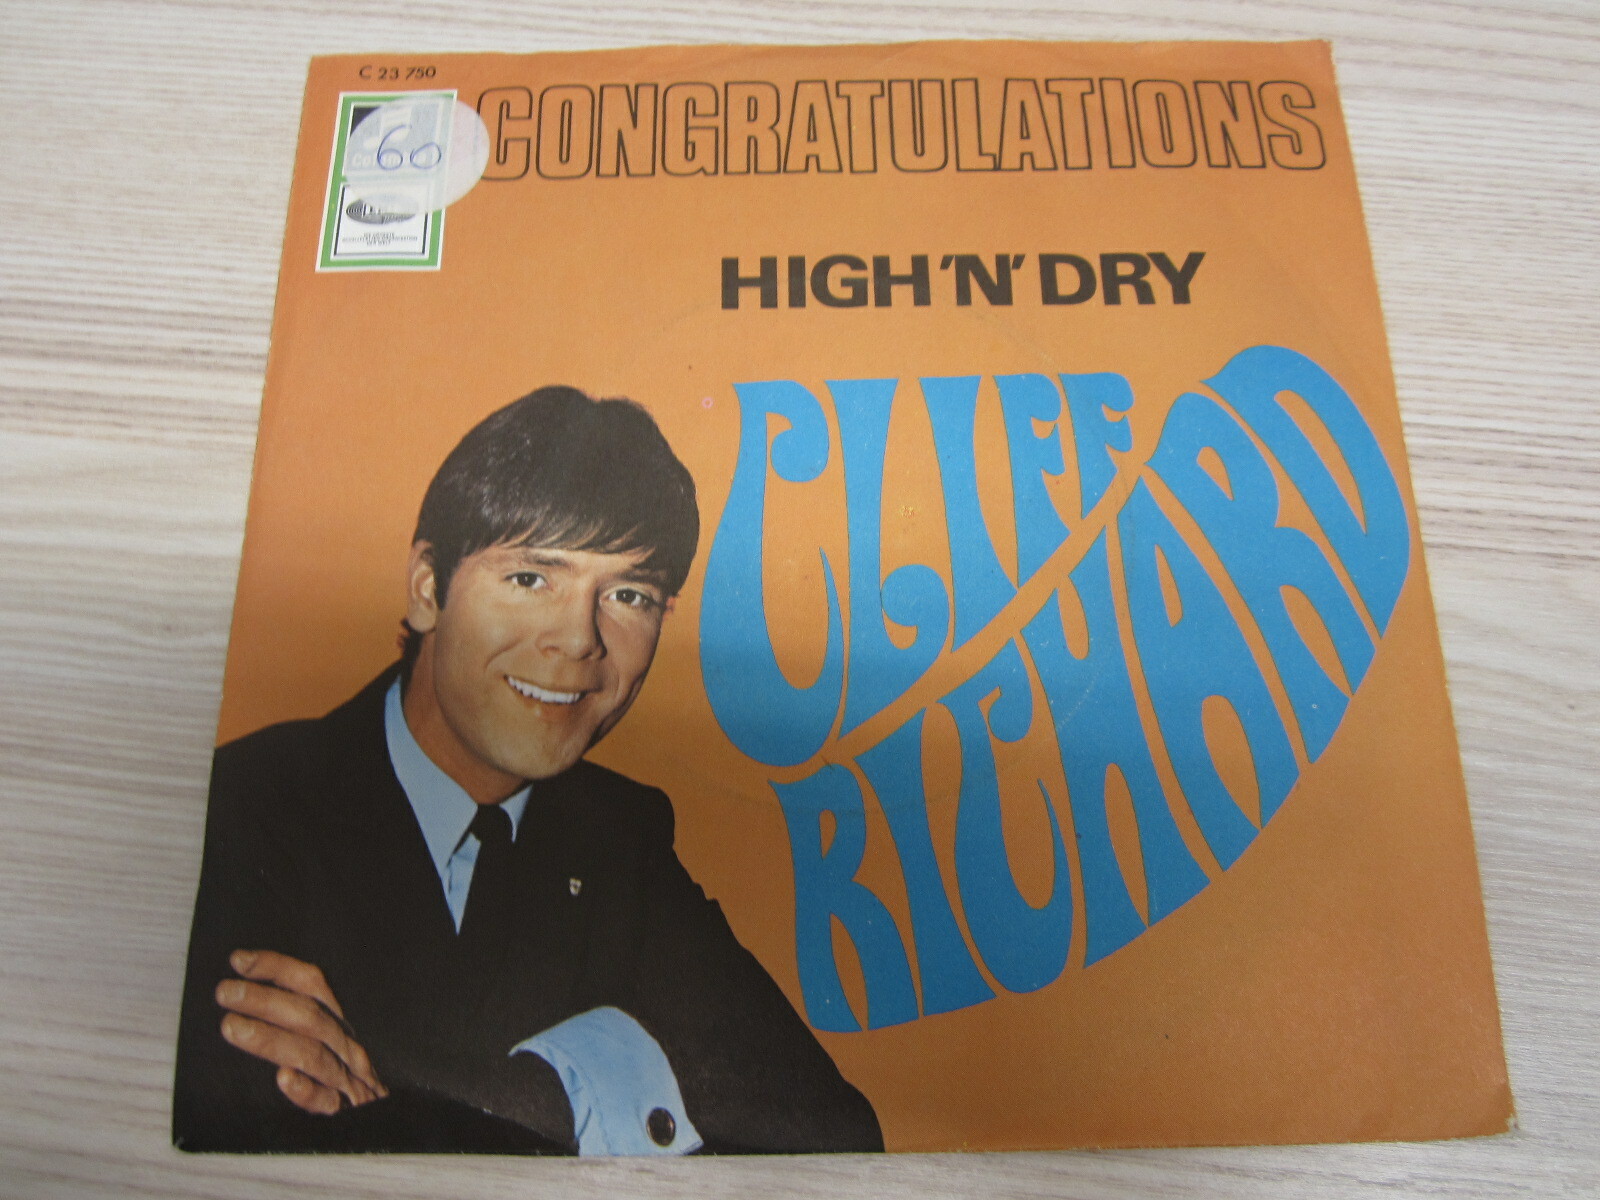 C 23 750
CONGRATULATIONS
60
HIGH 'N' DRY
CLIFF
RICHARD